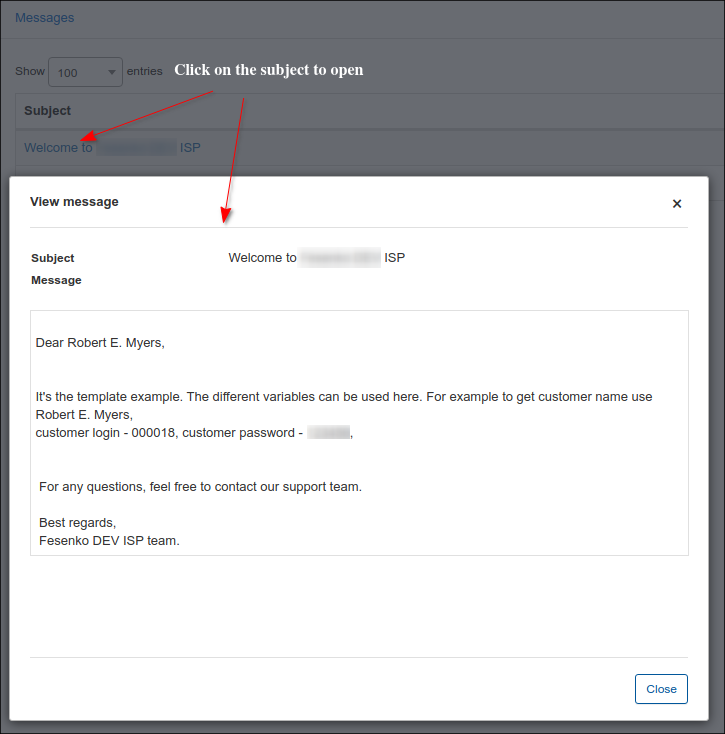 Messages
Show 100 entries
Click on the subject to open
Subject
Welcome to ISP
View message
×
Subject Welcome to ISP
Message
Dear Robert E. Myers,
It's the template example. The different variables can be used here. For example to get customer name use
Robert E. Myers,
customer login - 000018, customer password - ,
For any questions, feel free to contact our support team.
Best regards,
Fesenko DEV ISP team.
Close